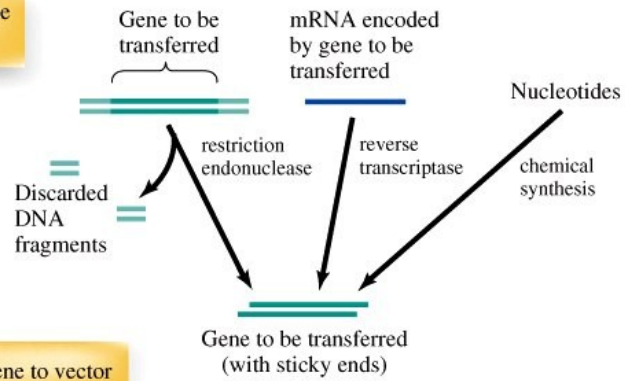 e
Gene to be
transferred
mRNA encoded
by gene to be
transferred
Nucleotides
restriction
endonuclease
reverse
transcriptase
chemical
synthesis
Discarded
DNA
fragments
Gene to be transferred
(with sticky ends)
ene to vector